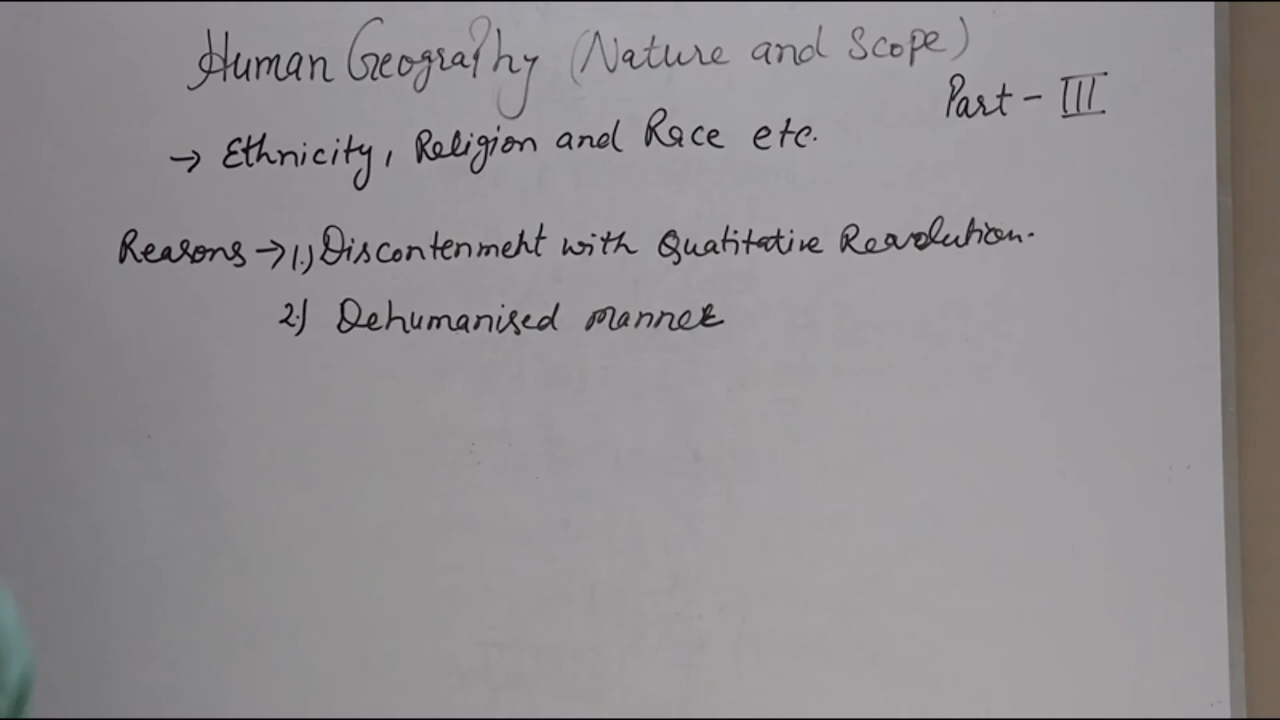 Human Geography (Nature and Scope)
Part - III
→ Ethnicity, Religion and Race etc.
Reasons → 1.) Discontenment with Quatitative Revolution.
2.) Dehumanised manner